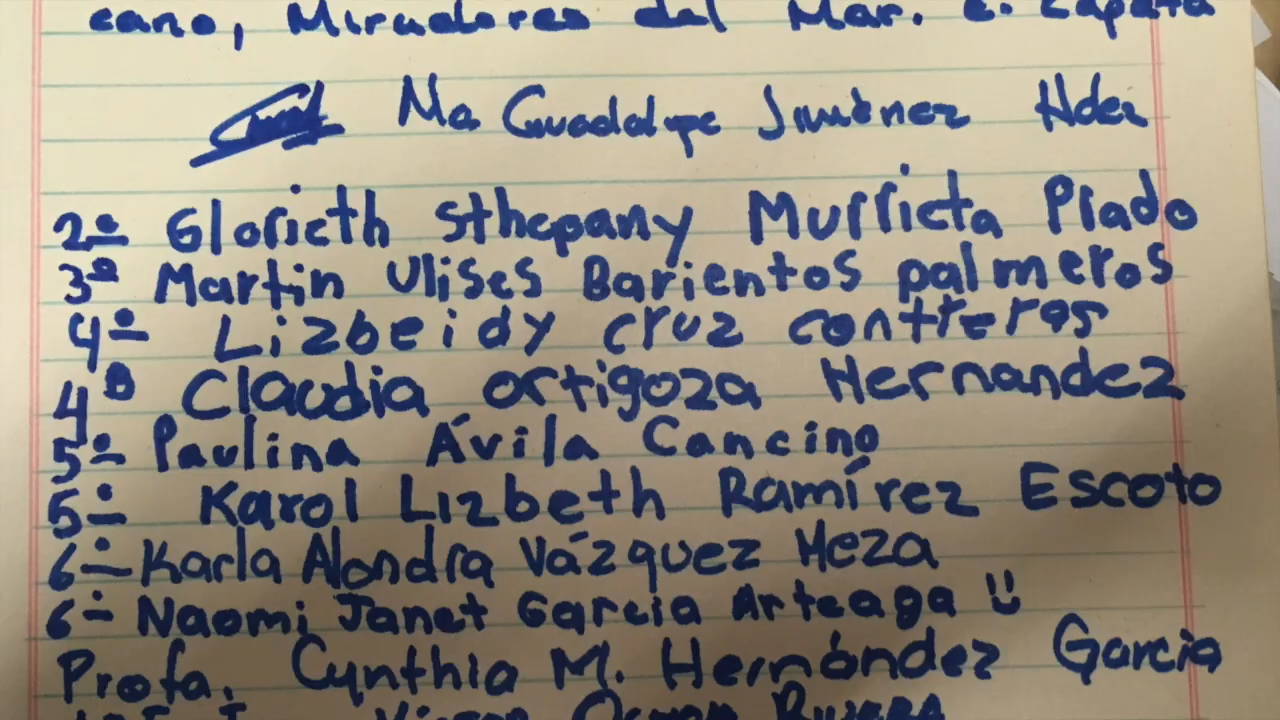 cano, Miradores del Mar. E. Zapata
Ma Guadalupe Jiménez Hdez
2º Glorieth Sthepany Murrieta Prado
3º Martin Ulises Barientos palmeros
4º Lizbeidy cruz contreras
4º B Claudia Ortigoza Hernandez
5º Paulina Ávila Cancino
5º Karol Lizbeth Ramírez Escoto
6º Karla Alondra Vázquez Meza
6º Naomi Janet Garcia Arteaga
Profa. Cynthia M. Hernández Garcia
Rivera